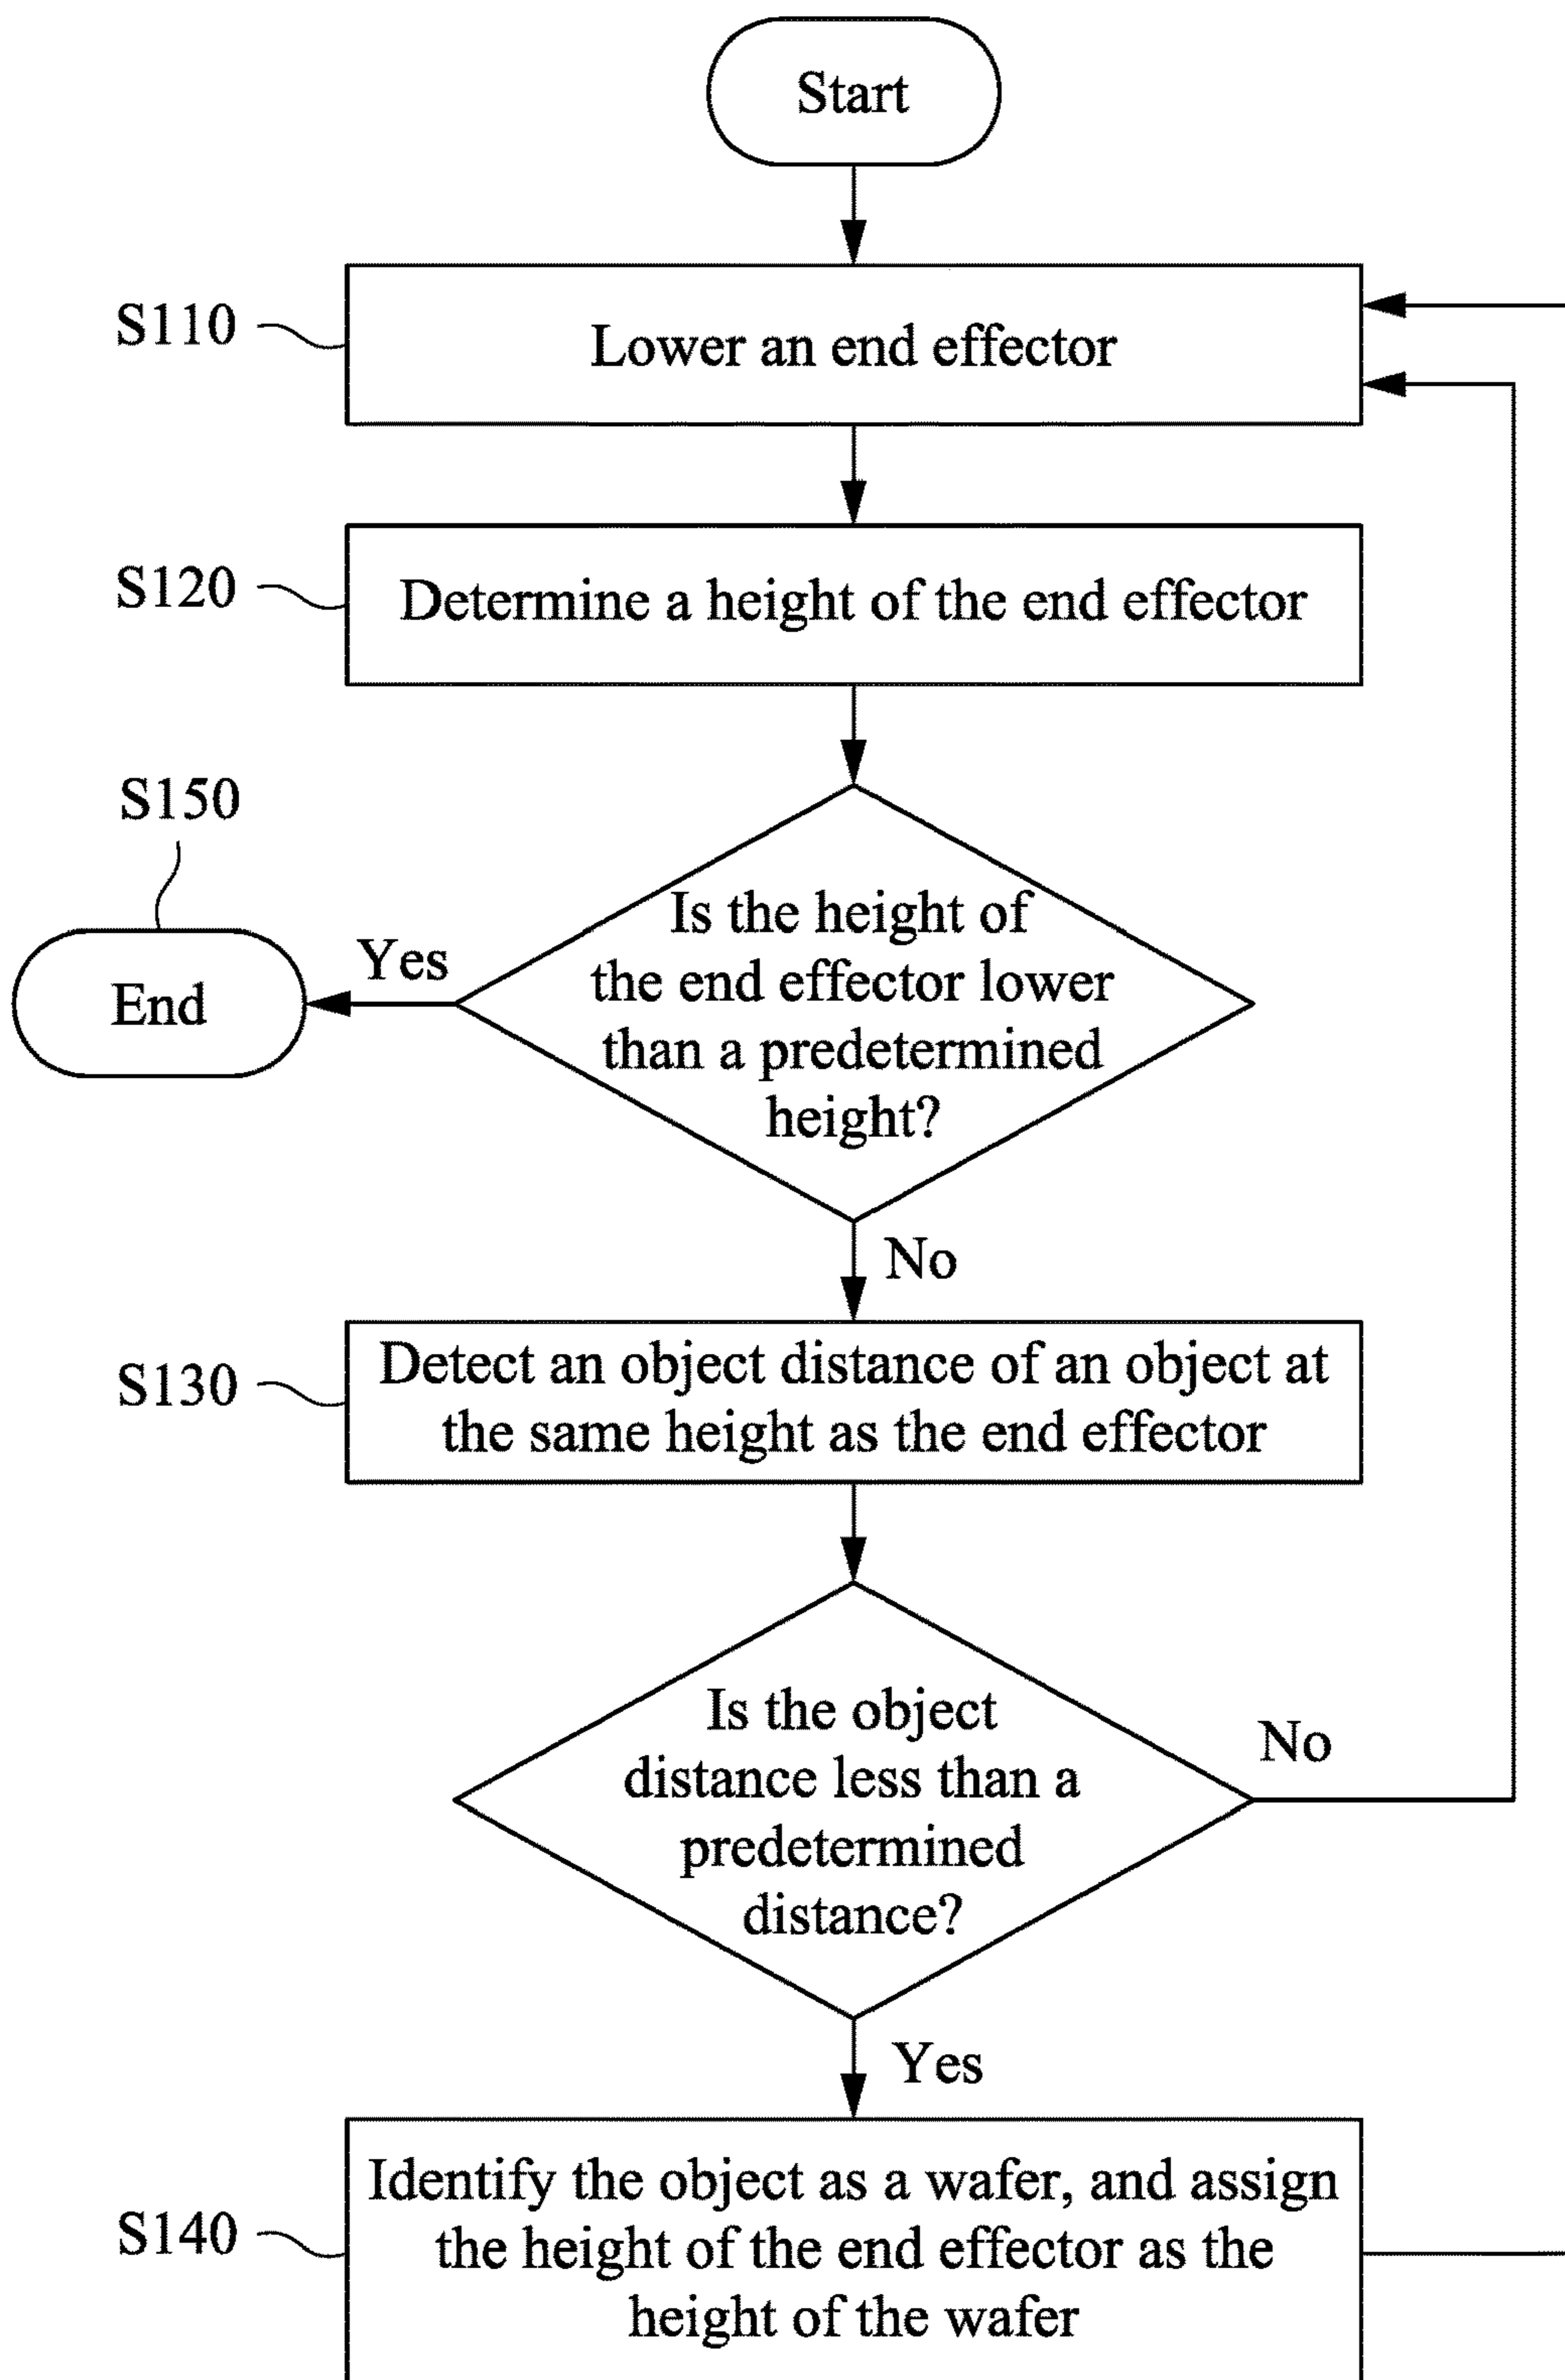 Start
S110
Lower an end effector
S120
Determine a height of the end effector
S150
End
Yes
Is the height of
the end effector lower
than a predetermined
height?
No
S130
Detect an object distance of an object at
the same height as the end effector
Is the object
distance less than a
predetermined
distance?
No
Yes
S140
Identify the object as a wafer, and assign
the height of the end effector as the
height of the wafer